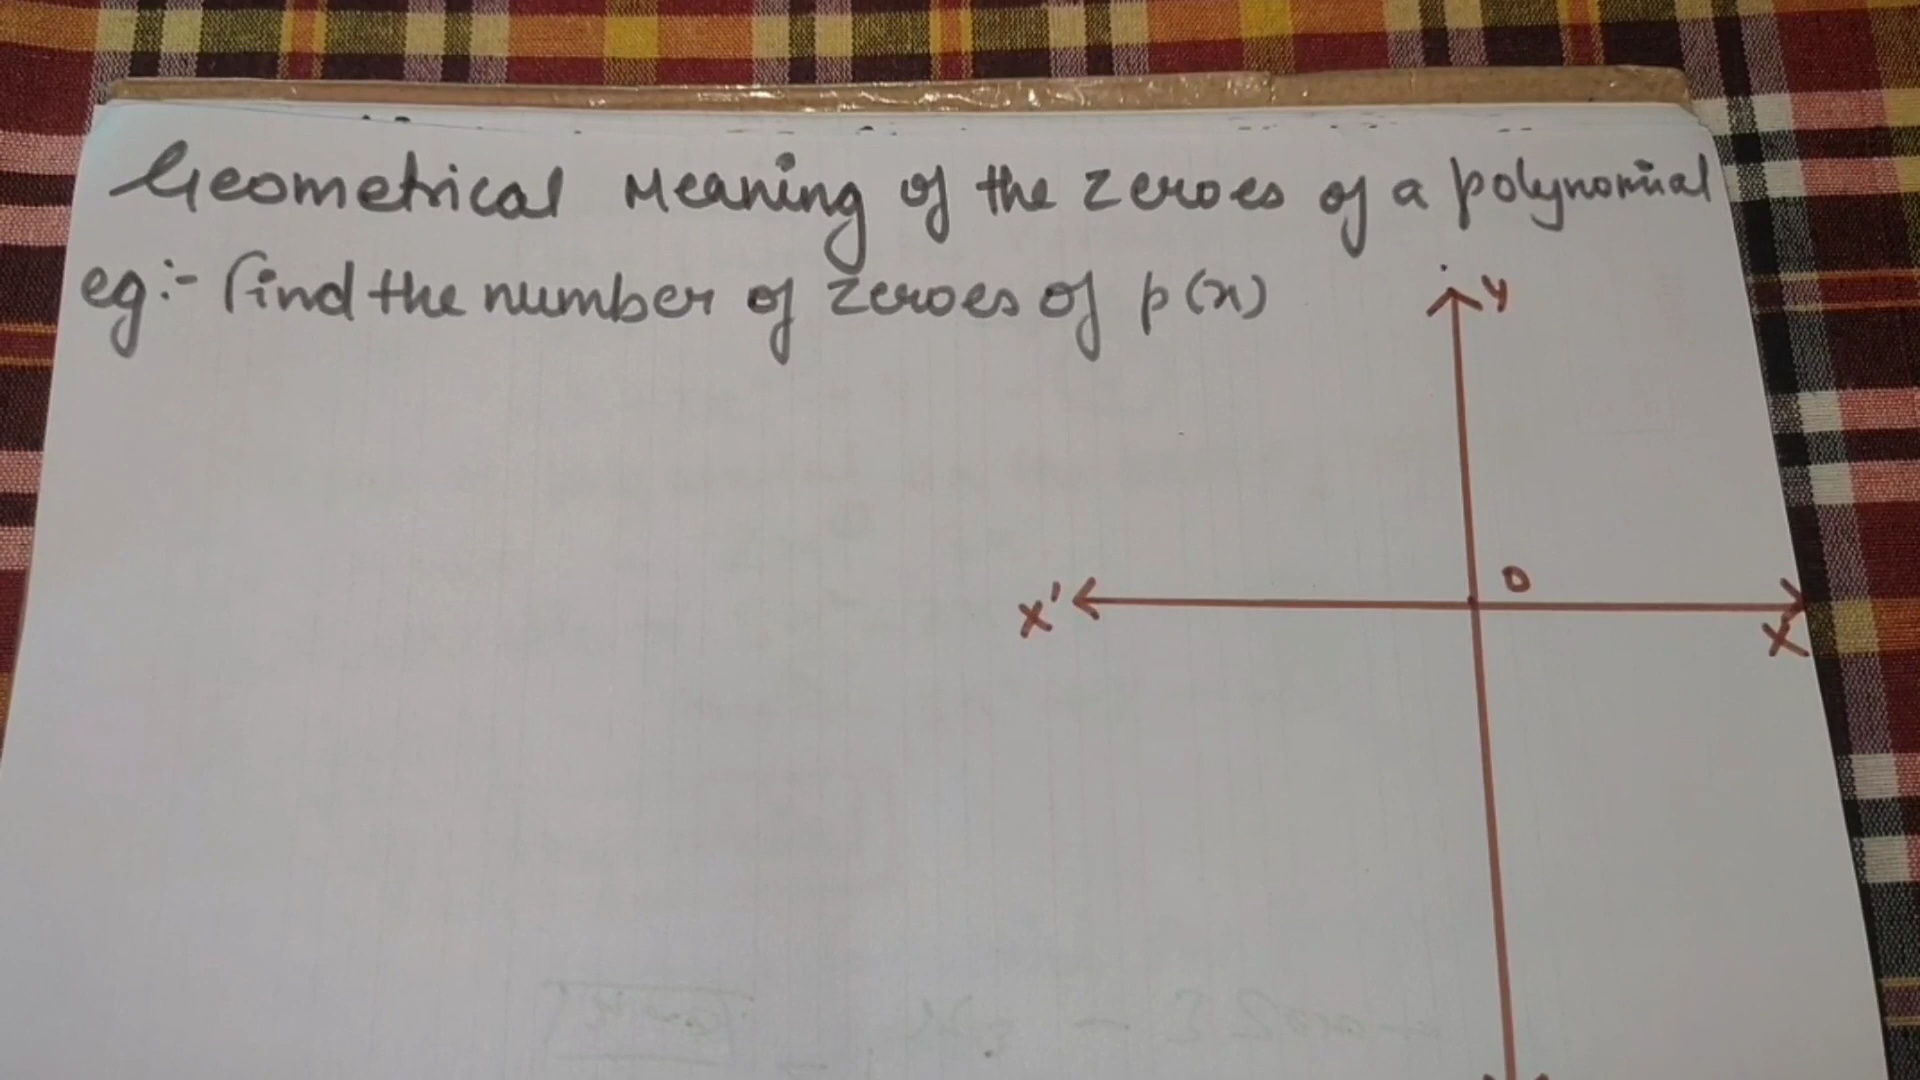 Geometrical Meaning of the zeroes of a polynomial
eg:- Find the number of zeroes of p(x)
Y
O
X'
X